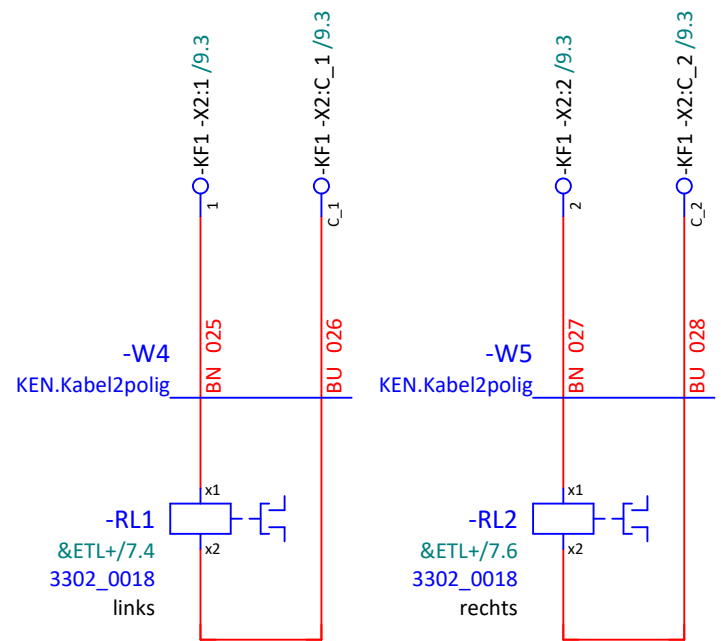 -KF1 -X2:1 /9.3
-KF1 -X2:C_1 /9.3
-KF1 -X2:2 /9.3
-KF1 -X2:C_2 /9.3
1
C_1
2
C_2
-W4
KEN.Kabel2polig
BN 025
BU 026
-W5
KEN.Kabel2polig
BN 027
BU 028
-RL1
&ETL+/7.4
3302_0018
links
x1
x2
-RL2
&ETL+/7.6
3302_0018
rechts
x1
x2